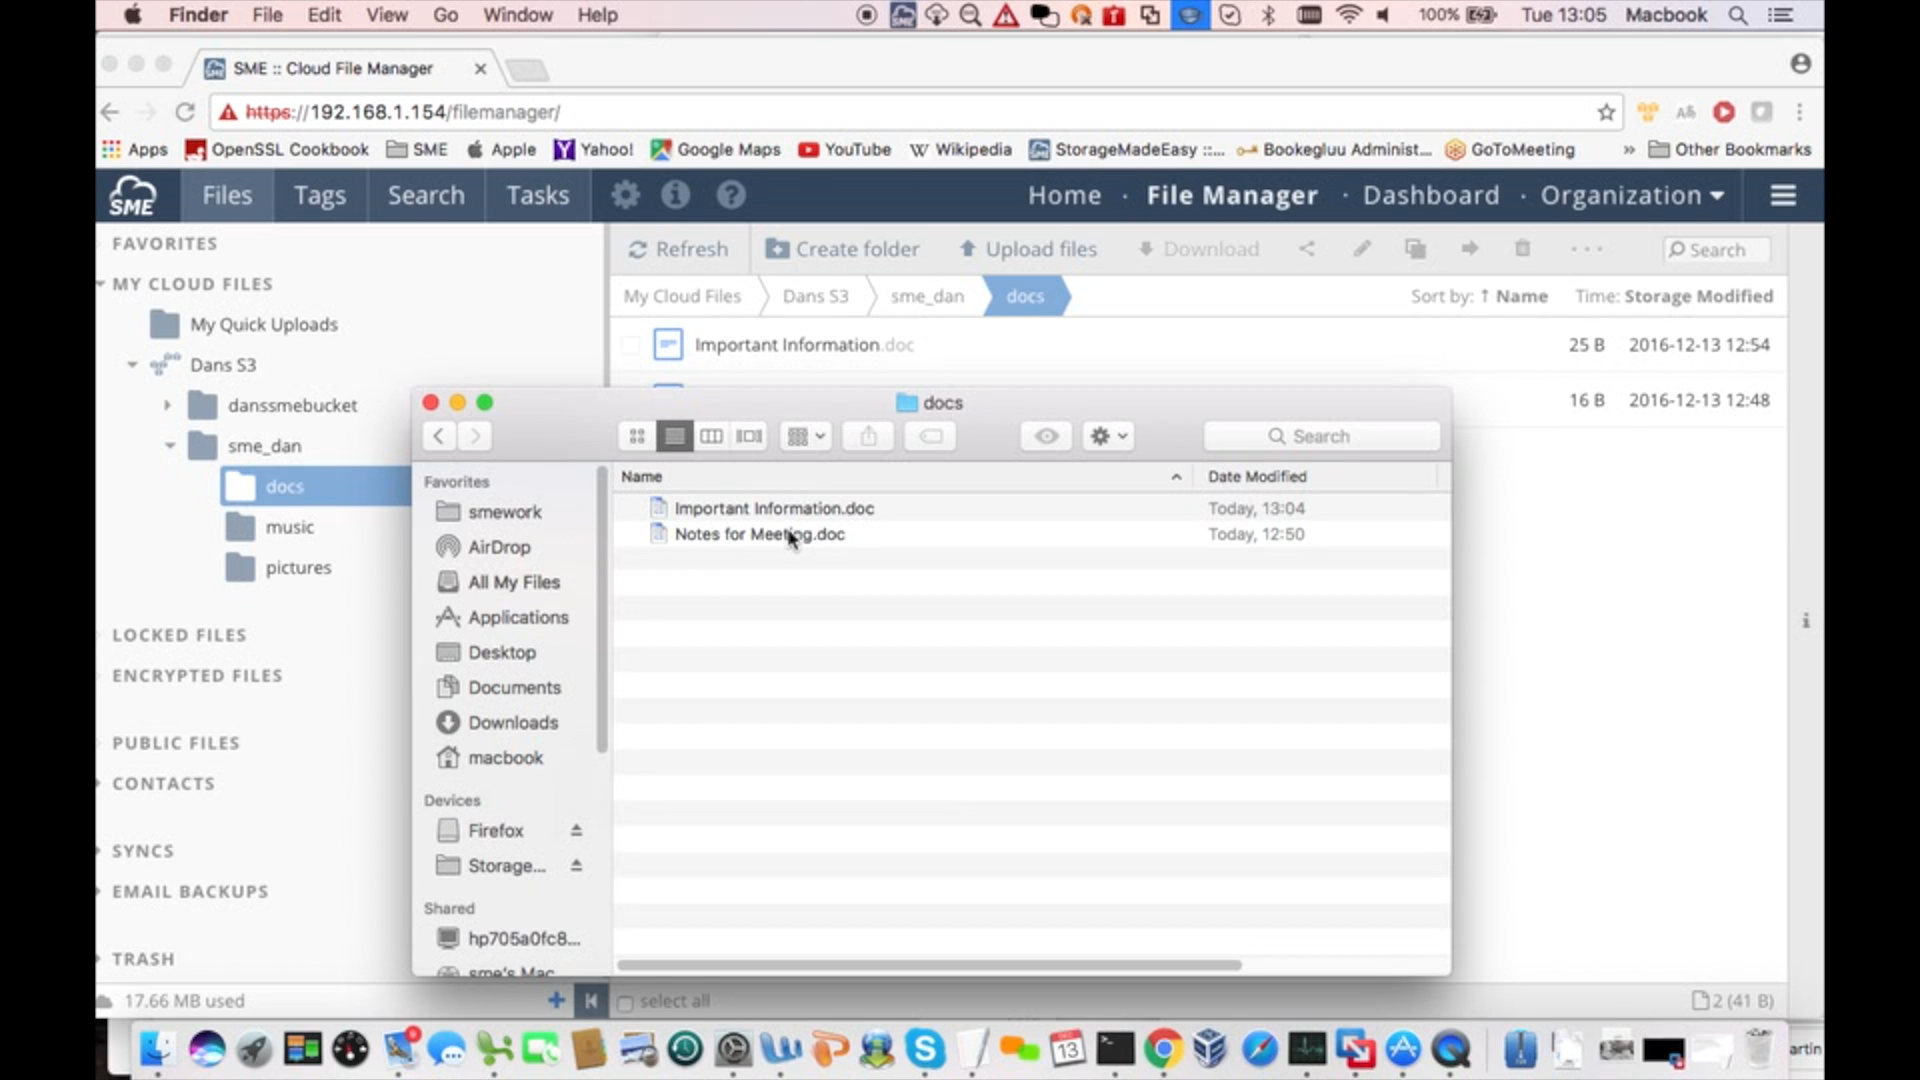 Finder File Edit View Go Window Help SME 100% Tue 13:05 Macbook
SME :: Cloud File Manager
https://192.168.1.154/filemanager/
Apps OpenSSL Cookbook SME Apple Yahoo! Google Maps YouTube Wikipedia StorageMadeEasy ::... Bookegluu Administ... GoToMeeting » Other Bookmarks
SME Files Tags Search Tasks Home · File Manager · Dashboard · Organization
FAVORITES
Refresh Create folder Upload files Download Search
MY CLOUD FILES
My Cloud Files Dans S3 sme_dan docs Sort by: ↑ Name Time: Storage Modified
My Quick Uploads
Important Information.doc 25 B 2016-12-13 12:54
Dans S3
danssmebucket
16 B 2016-12-13 12:48
sme_dan
docs
music
pictures
LOCKED FILES
ENCRYPTED FILES
PUBLIC FILES
CONTACTS
SYNCS
EMAIL BACKUPS
TRASH
17.66 MB used
select all
2 (41 B)
docs
Search
Favorites
smework
AirDrop
All My Files
Applications
Desktop
Documents
Downloads
macbook
Devices
Firefox
Storage...
Shared
hp705a0fc8...
sme's Mac
Name Date Modified
Important Information.doc Today, 13:04
Notes for Meeting.doc Today, 12:50
13
artin